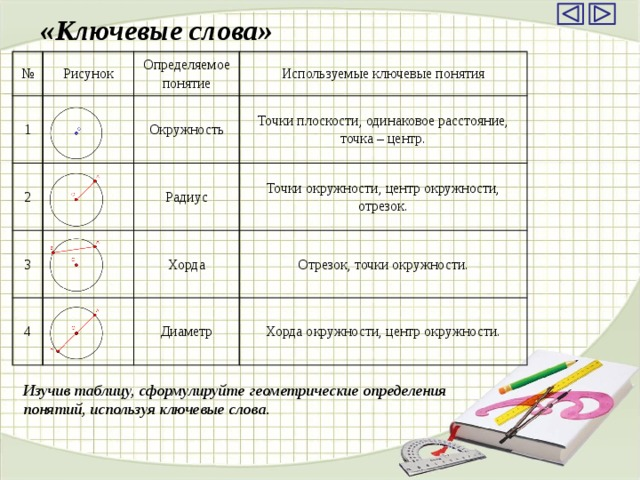 «Ключевые слова»
№
Рисунок
Определяемое
понятие
Используемые ключевые понятия
1
Окружность
Точки плоскости, одинаковое расстояние,
точка – центр.
2
Радиус
Точки окружности, центр окружности,
отрезок.
3
Хорда
Отрезок, точки окружности.
4
Диаметр
Хорда окружности, центр окружности.
Изучив таблицу, сформулируйте геометрические определения
понятий, используя ключевые слова.